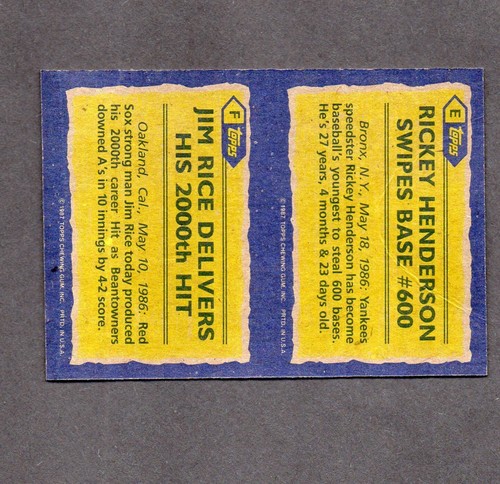 E topps
RICKEY HENDERSON
SWIPES BASE #600
Bronx, N.Y., May 18, 1986: Yankees
speedster Rickey Henderson has become
baseball's youngest to steal 600 bases.
He's 27 years, 4 months & 23 days old.
© 1987 TOPPS CHEWING GUM, INC. PRTD. IN U.S.A.
F topps
JIM RICE DELIVERS
HIS 2000th HIT
Oakland, Cal., May 10, 1986: Red
Sox strong man Jim Rice today produced
his 2000th career Hit as Beantowners
downed A's in 10 innings by 4-2 score.
© 1987 TOPPS CHEWING GUM, INC. PRTD. IN U.S.A.